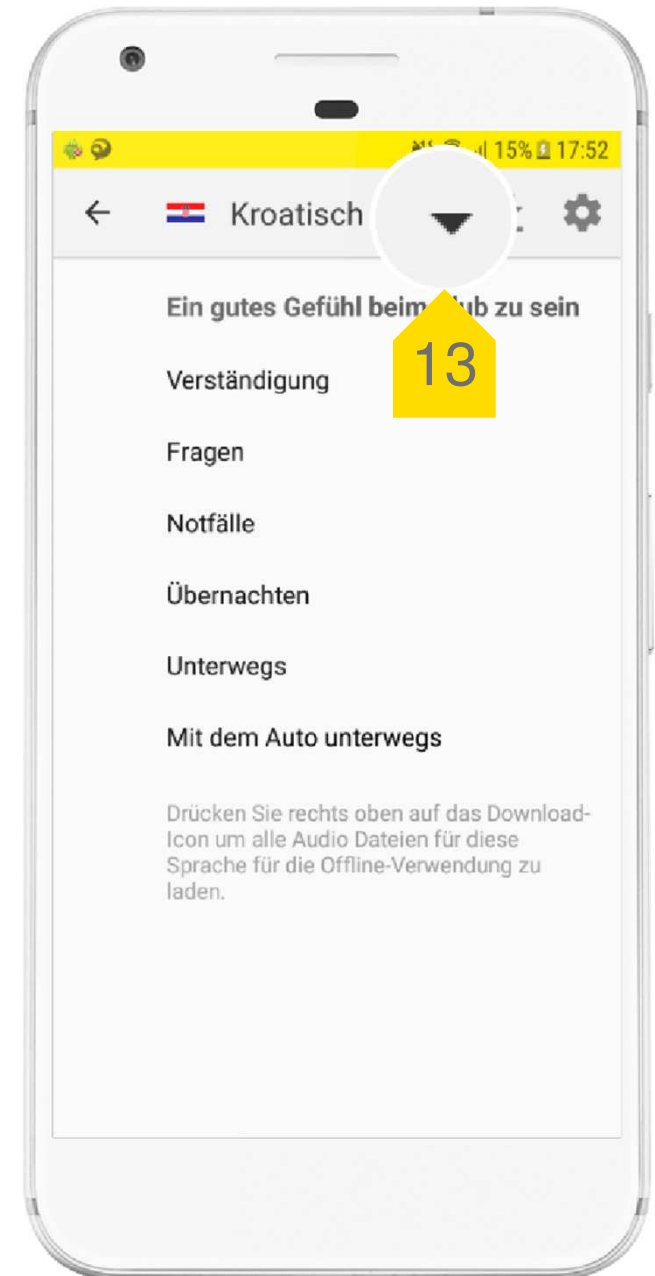 15% 17:52
Kroatisch
Ein gutes Gefühl beim ub zu sein
13
Verständigung
Fragen
Notfälle
Übernachten
Unterwegs
Mit dem Auto unterwegs
Drücken Sie rechts oben auf das Download-
Icon um alle Audio Dateien für diese
Sprache für die Offline-Verwendung zu
laden.